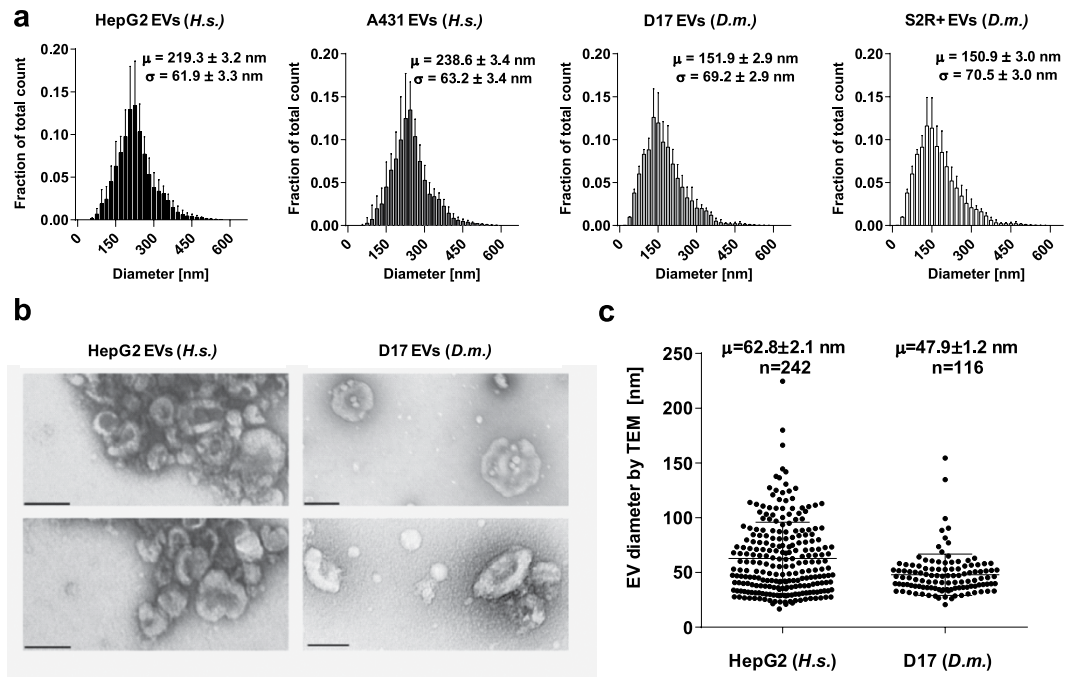 a
HepG2 EVs (H.s.)
μ = 219.3 ± 3.2 nm
σ = 61.9 ± 3.3 nm
Fraction of total count
0.20
0.15
0.10
0.05
0.00
0 150 300 450 600
Diameter [nm]
A431 EVs (H.s.)
μ = 238.6 ± 3.4 nm
σ = 63.2 ± 3.4 nm
Fraction of total count
0.20
0.15
0.10
0.05
0.00
0 150 300 450 600
Diameter [nm]
D17 EVs (D.m.)
μ = 151.9 ± 2.9 nm
σ = 69.2 ± 2.9 nm
Fraction of total count
0.20
0.15
0.10
0.05
0.00
0 150 300 450 600
Diameter [nm]
S2R+ EVs (D.m.)
μ = 150.9 ± 3.0 nm
σ = 70.5 ± 3.0 nm
Fraction of total count
0.20
0.15
0.10
0.05
0.00
0 150 300 450 600
Diameter [nm]
b
HepG2 EVs (H.s.)
D17 EVs (D.m.)
c
μ=62.8±2.1 nm
n=242
μ=47.9±1.2 nm
n=116
EV diameter by TEM [nm]
250
200
150
100
50
0
HepG2 (H.s.)
D17 (D.m.)